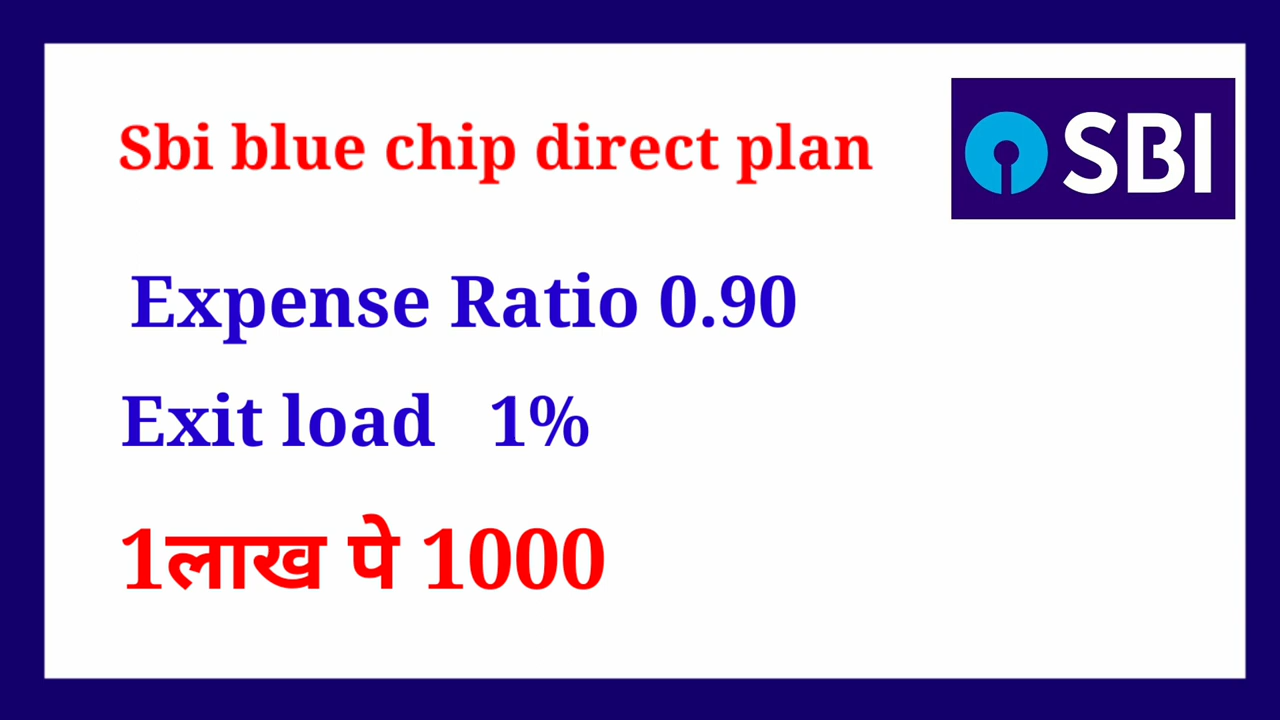 Sbi blue chip direct plan
SBI
Expense Ratio 0.90
Exit load 1%
1लाख पे 1000